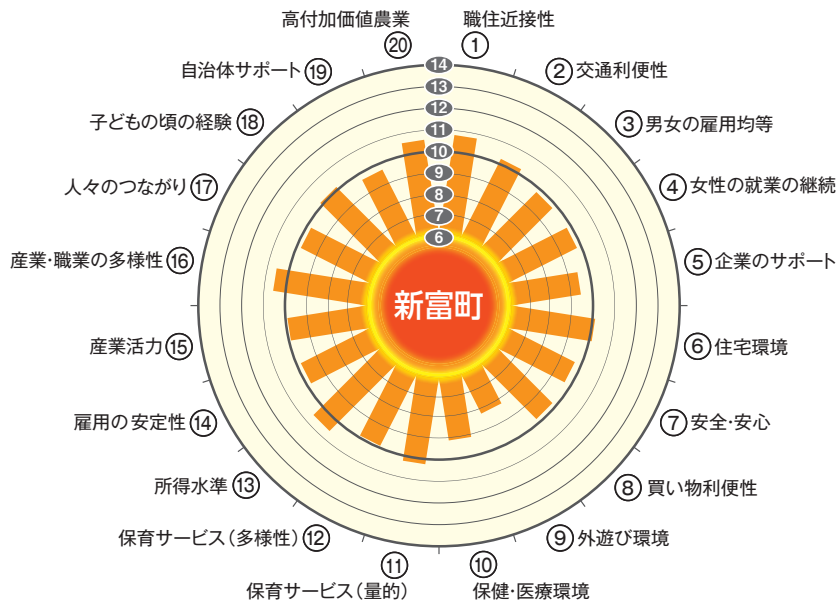 高付加価値農業 ⑳
職住近接性 ①
② 交通利便性
③ 男女の雇用均等
④ 女性の就業の継続
⑤ 企業のサポート
⑥ 住宅環境
⑦ 安全・安心
⑧ 買い物利便性
⑨ 外遊び環境
⑩ 保健・医療環境
⑪ 保育サービス（量的）
保育サービス（多様性） ⑫
所得水準 ⑬
雇用の安定性 ⑭
産業活力 ⑮
産業・職業の多様性 ⑯
人々のつながり ⑰
子どもの頃の経験 ⑱
自治体サポート ⑲
14
13
12
11
10
9
8
7
6
新富町